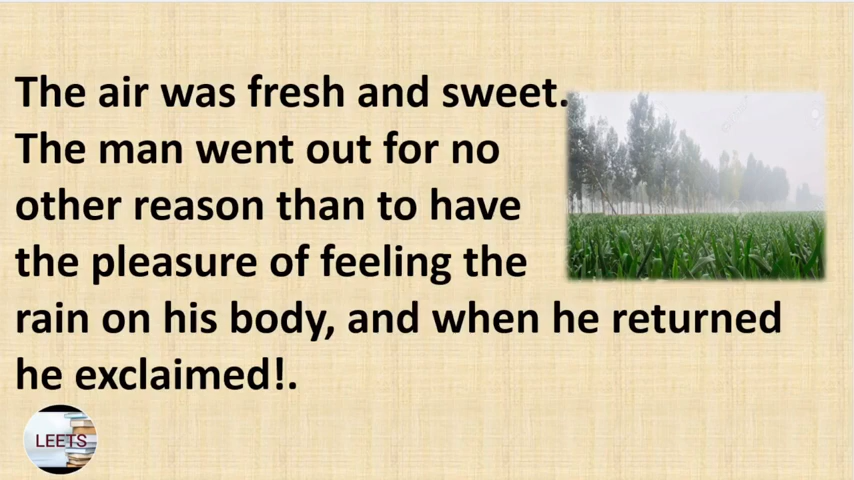 The air was fresh and sweet.
The man went out for no
other reason than to have
the pleasure of feeling the
rain on his body, and when he returned
he exclaimed!.
LEETS